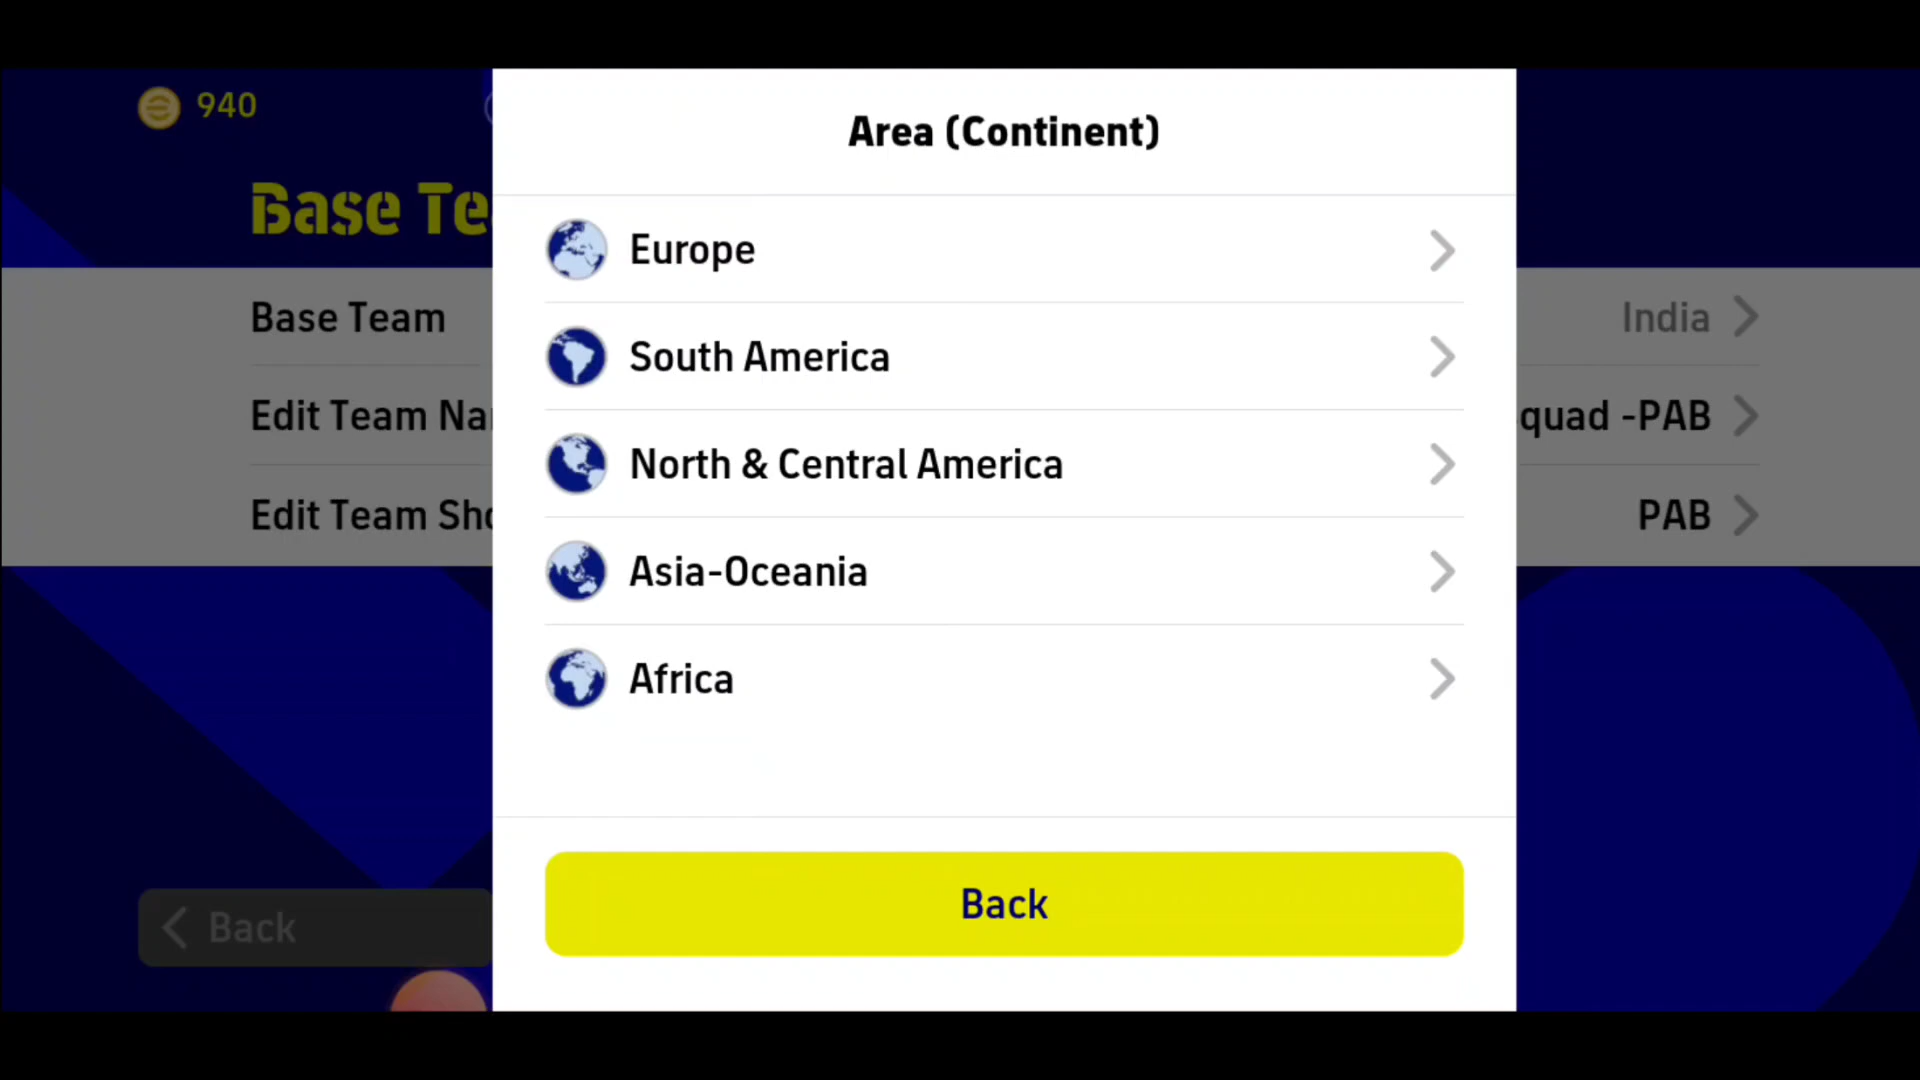 940
Area (Continent)
Base Te
Europe
Base Team
India
South America
Edit Team Na
quad -PAB
North & Central America
Edit Team Sho
PAB
Asia-Oceania
Africa
Back
Back